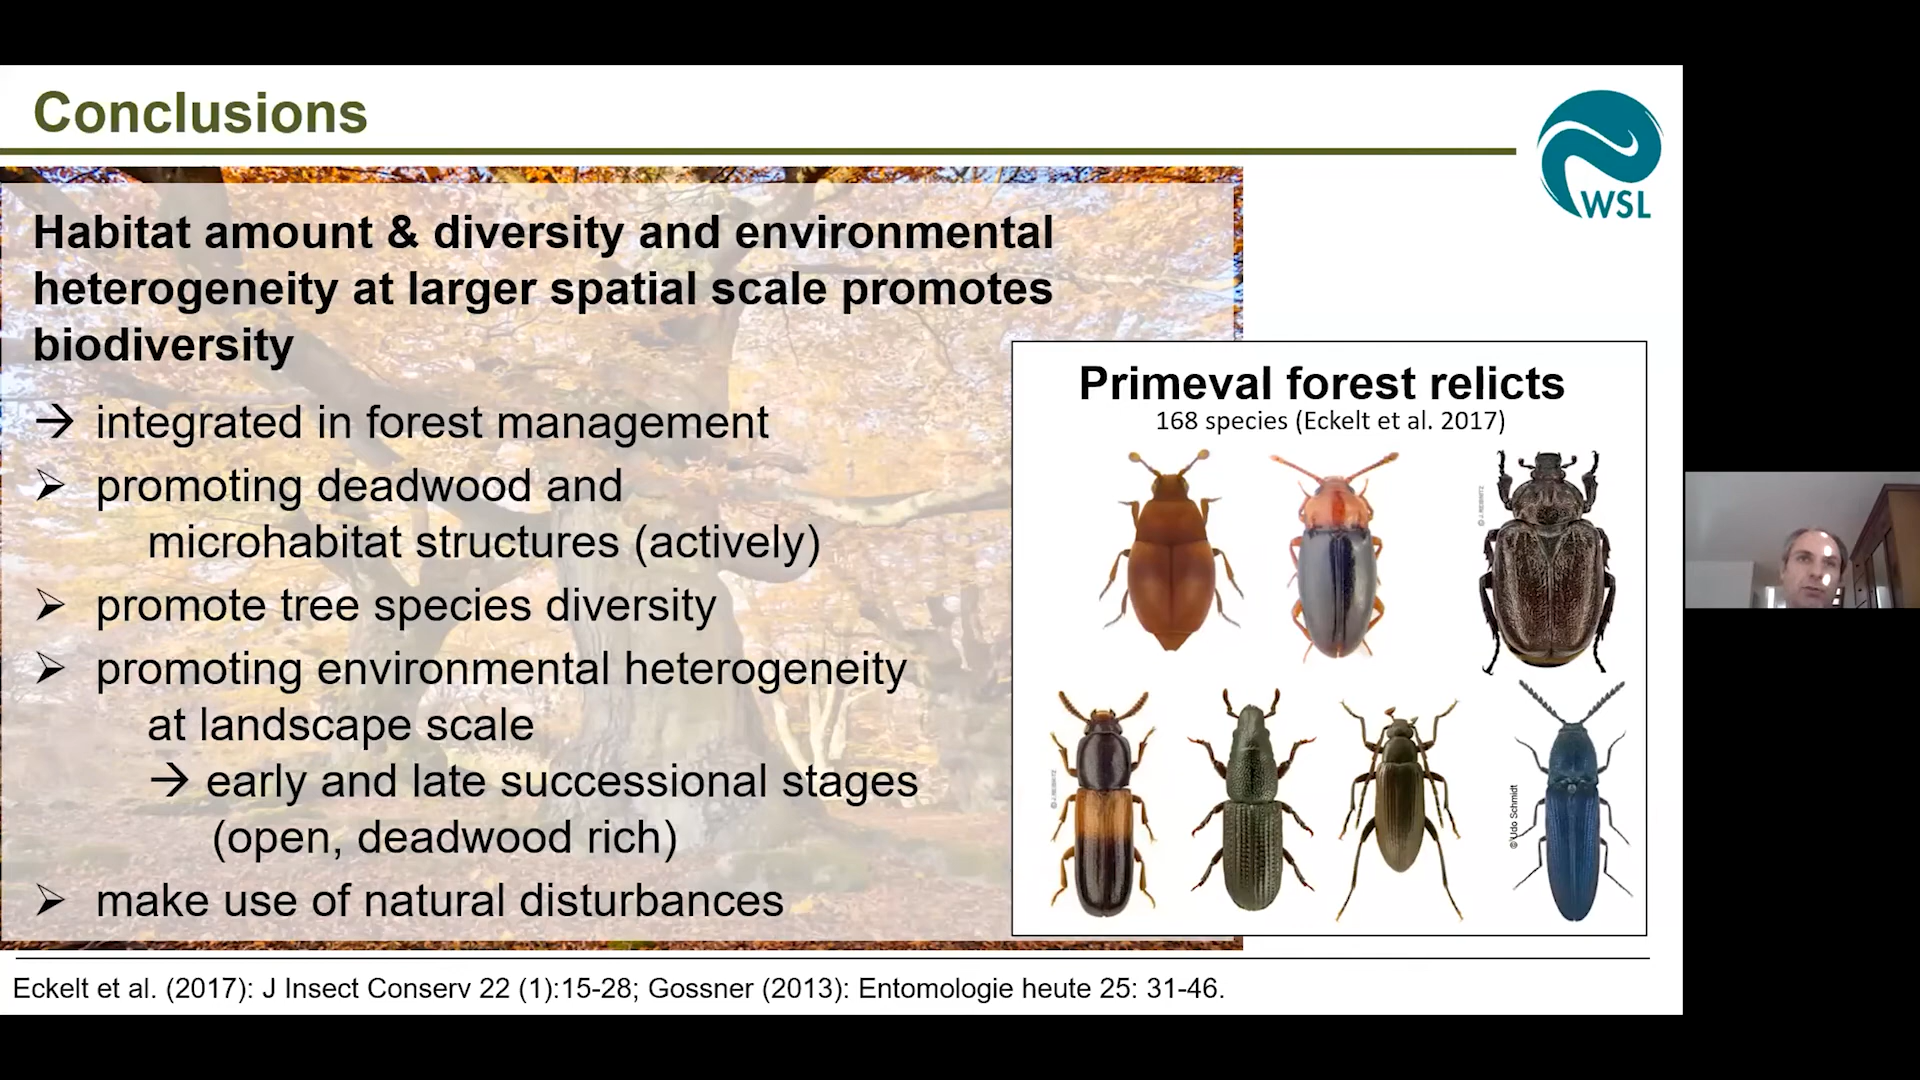 Conclusions
WSL
Habitat amount & diversity and environmental
heterogeneity at larger spatial scale promotes
biodiversity
→ integrated in forest management
➢ promoting deadwood and
microhabitat structures (actively)
➢ promote tree species diversity
➢ promoting environmental heterogeneity
at landscape scale
→ early and late successional stages
(open, deadwood rich)
➢ make use of natural disturbances
Primeval forest relicts
168 species (Eckelt et al. 2017)
© J.REIBNITZ
© J.REIBNITZ
© Udo Schmidt
Eckelt et al. (2017): J Insect Conserv 22 (1):15-28; Gossner (2013): Entomologie heute 25: 31-46.